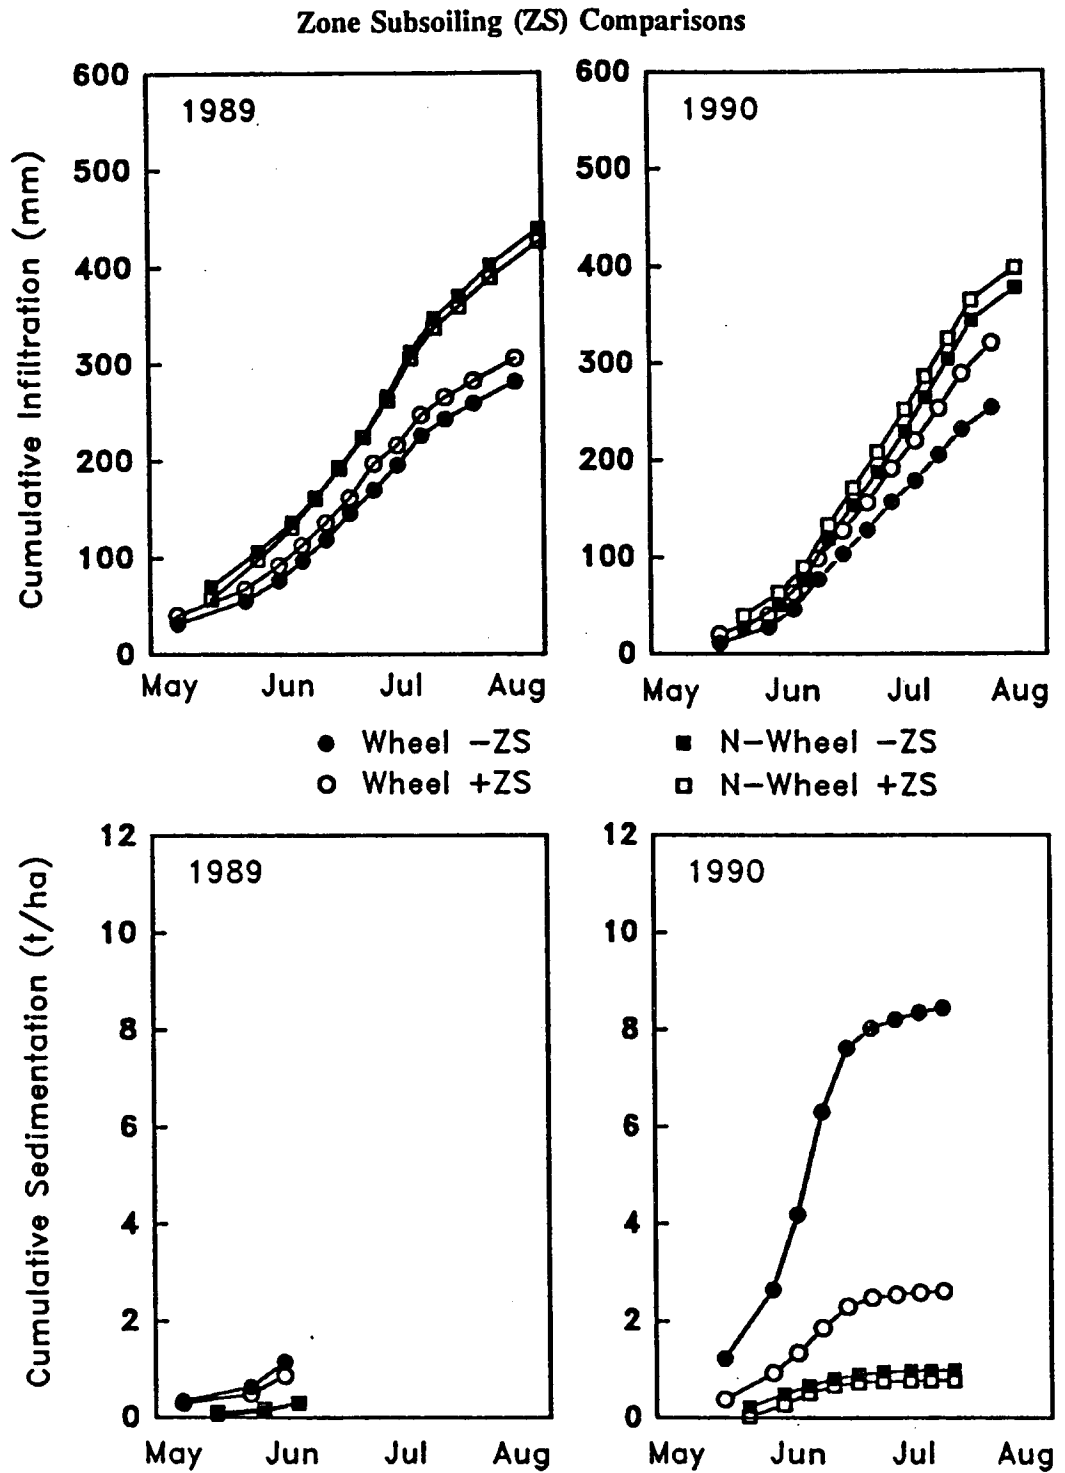 Zone Subsoiling (ZS) Comparisons
Cumulative Infiltration (mm)
600
500
400
300
200
100
0
1989
May Jun Jul Aug
600
500
400
300
200
100
0
1990
May Jun Jul Aug
Wheel -ZS
Wheel +ZS
N-Wheel -ZS
N-Wheel +ZS
Cumulative Sedimentation (t/ha)
12
10
8
6
4
2
0
1989
May Jun Jul Aug
12
10
8
6
4
2
0
1990
May Jun Jul Aug